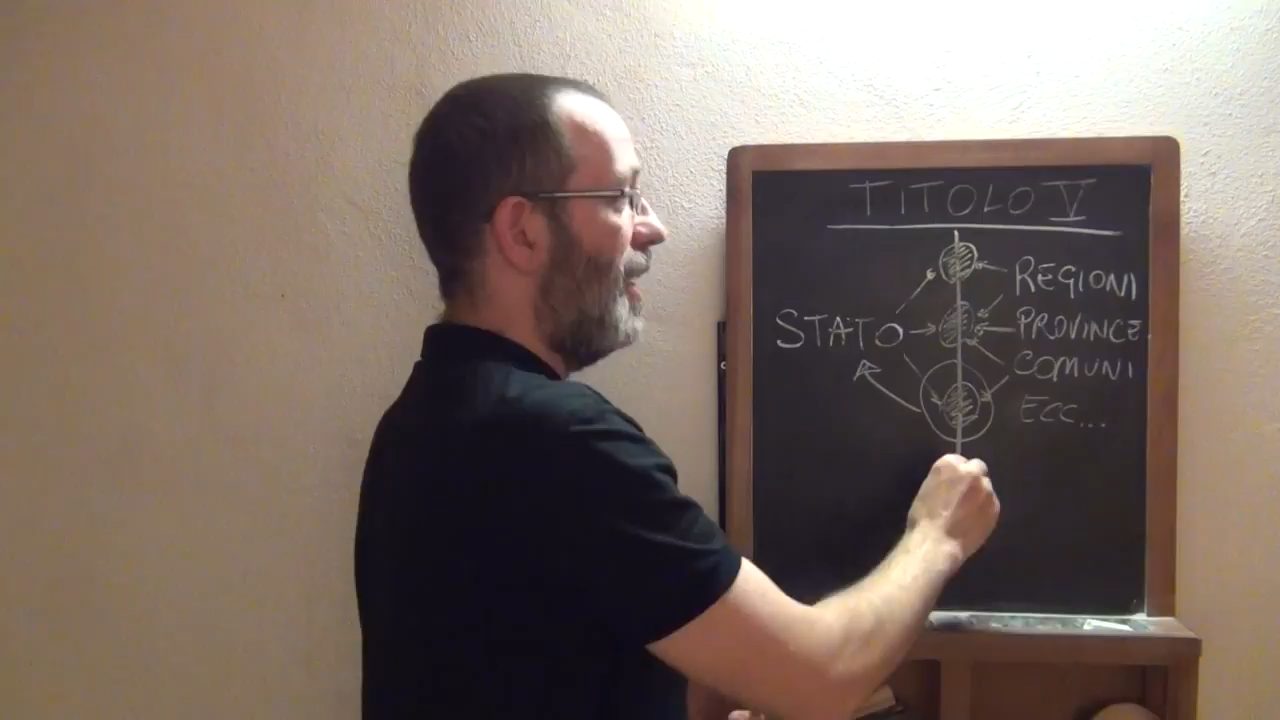 TITOLO V
REGIONI
STATO
PROVINCE
COMUNI
ECC...